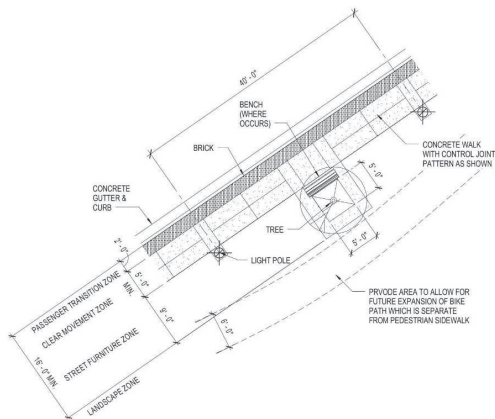 40'- 0"
BENCH
(WHERE
OCCURS)
BRICK
CONCRETE
GUTTER &
CURB
CONCRETE WALK
WITH CONTROL JOINT
PATTERN AS SHOWN
5'- 0"
5'- 0"
TREE
LIGHT POLE
2'- 0"
5'- 0"
MIN
9'- 0"
6'- 0"
16'- 0" MIN
PASSENGER TRANSITION ZONE
CLEAR MOVEMENT ZONE
STREET FURNITURE ZONE
LANDSCAPE ZONE
PRVODE AREA TO ALLOW FOR
FUTURE EXPANSION OF BIKE
PATH WHICH IS SEPARATE
FROM PEDESTRIAN SIDEWALK